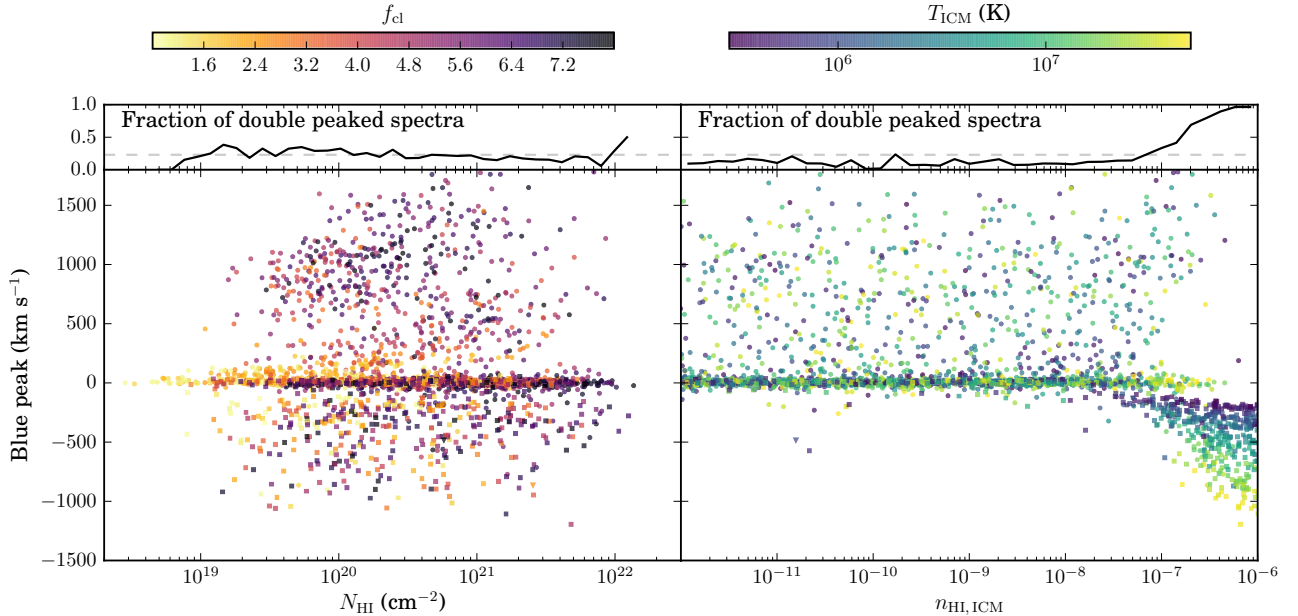 f_cl
1.6 2.4 3.2 4.0 4.8 5.6 6.4 7.2
T_ICM (K)
10^6 10^7
Fraction of double peaked spectra
Fraction of double peaked spectra
1.0
0.5
0.0
1500
1000
500
0
−500
−1000
−1500
Blue peak (km s^−1)
10^19 10^20 10^21 10^22
N_HI (cm^−2)
10^−11 10^−10 10^−9 10^−8 10^−7 10^−6
n_HI, ICM